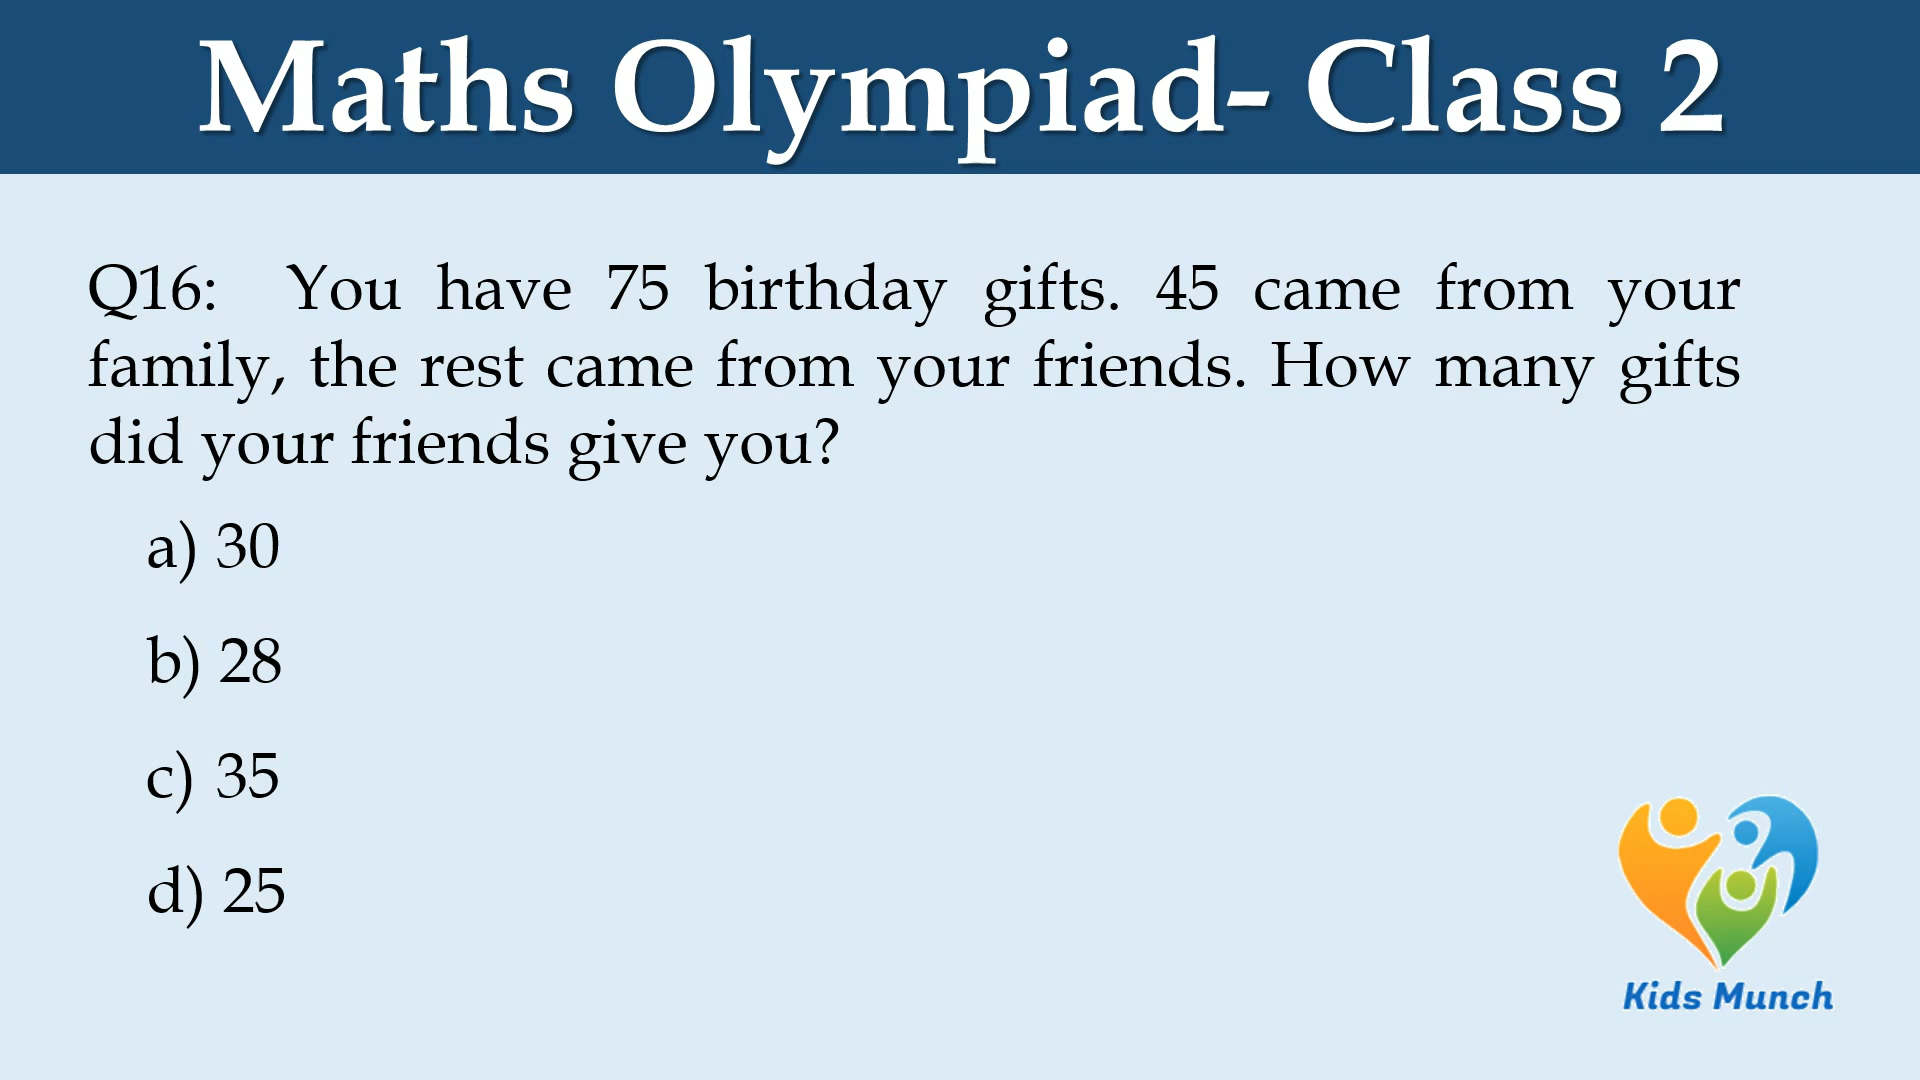 Maths Olympiad- Class 2
Q16: You have 75 birthday gifts. 45 came from your
family, the rest came from your friends. How many gifts
did your friends give you?
a) 30
b) 28
c) 35
d) 25
Kids Munch